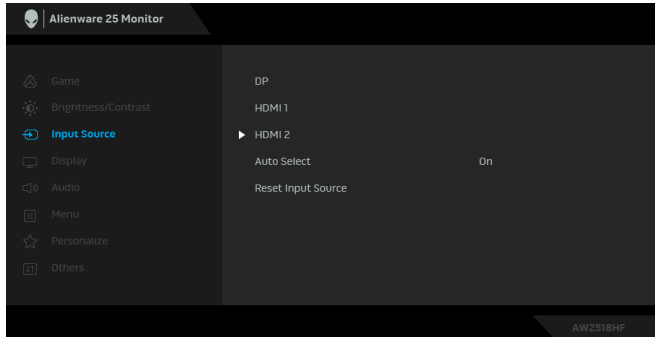 Alienware 25 Monitor
Game
DP
Brightness/Contrast
HDMI 1
Input Source
HDMI 2
Display
Auto Select On
Audio
Reset Input Source
Menu
Personalize
Others
AW2518HF